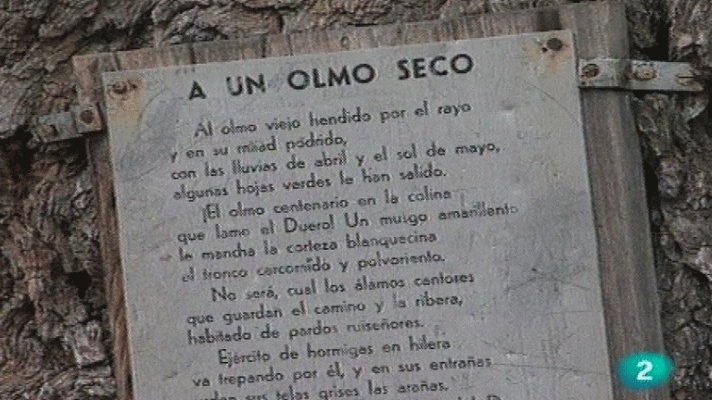 A UN OLMO SECO
Al olmo viejo hendido por el rayo
y en su mitad podrido,
con las lluvias de abril y el sol de mayo,
algunas hojas verdes le han salido.
¡El olmo centenario en la colina
que lame el Duero! Un musgo amarillento
le mancha la corteza blanquecina
al tronco carcomido y polvoriento.
No será, cual los álamos cantores
que guardan el camino y la ribera,
habitado de pardos ruiseñores.
Ejército de hormigas en hilera
va trepando por él, y en sus entrañas
sus telas grises las arañas.
2